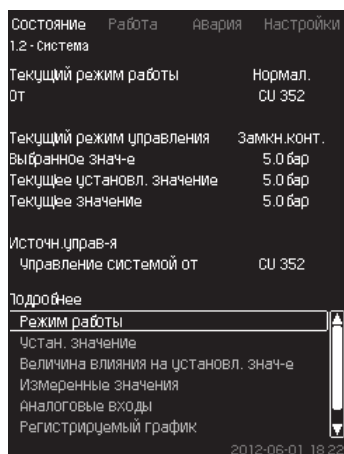 Состояние Работа Авария Настройки
1.2 - Система
Текущий режим работы Нормал.
От CU 352
Текущий режим управления Замкн.конт.
Выбранное знач-е 5.0 бар
Текущее установл. значение 5.0 бар
Текущее значение 5.0 бар
Источн.управ-я
Управление системой от CU 352
Подробнее
Режим работы
Устан. значение
Величина влияния на установл. знач-е
Измеренные значения
Аналоговые входы
Регистрируемый график
2012-06-01 18:22